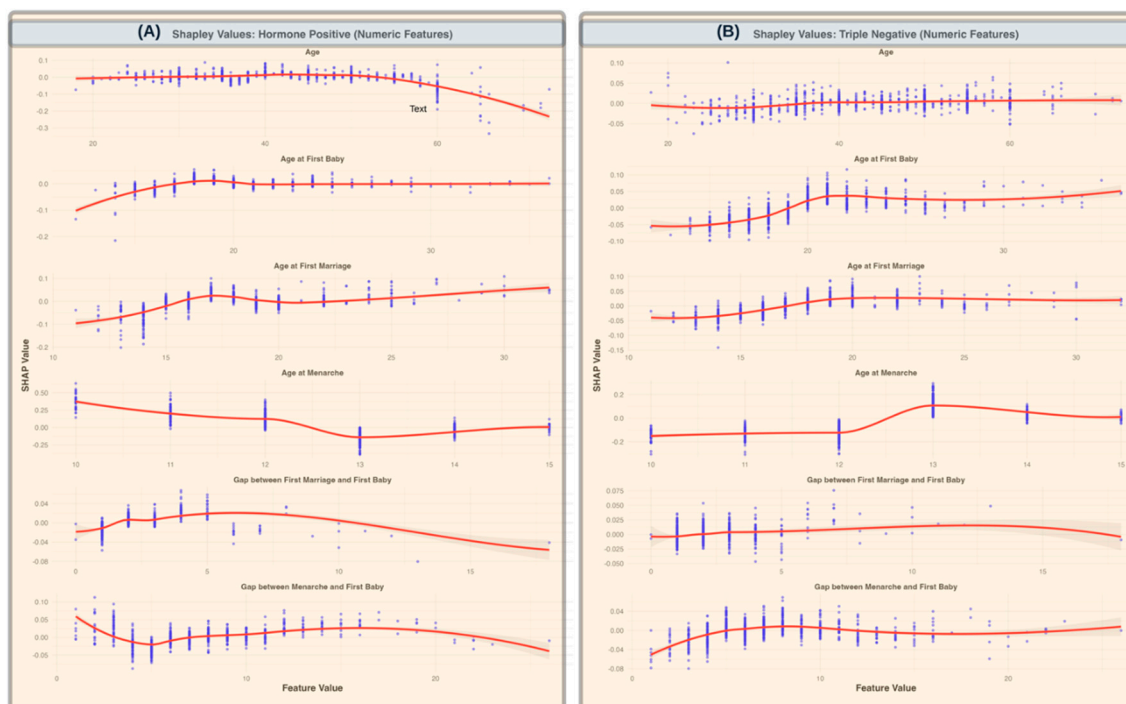 (A) Shapley Values: Hormone Positive (Numeric Features)
Age
0.1
0.0
-0.1
-0.2
-0.3
Text
20 40 60
Age at First Baby
0.0
-0.1
-0.2
20 30
Age at First Marriage
0.1
0.0
-0.1
-0.2
10 15 20 25 30
Age at Menarche
0.50
0.25
0.00
-0.25
10 11 12 13 14 15
Gap between First Marriage and First Baby
0.04
0.00
-0.04
-0.08
0 5 10 15
Gap between Menarche and First Baby
0.10
0.05
0.00
-0.05
0 10 20
SHAP Value
Feature Value
(B) Shapley Values: Triple Negative (Numeric Features)
Age
0.10
0.05
0.00
-0.05
20 40 60
Age at First Baby
0.10
0.05
0.00
-0.05
-0.10
20 30
Age at First Marriage
0.10
0.05
0.00
-0.05
-0.10
-0.15
10 15 20 25 30
Age at Menarche
0.2
0.0
-0.2
10 11 12 13 14 15
Gap between First Marriage and First Baby
0.075
0.050
0.025
0.000
-0.025
-0.050
0 5 10 15
Gap between Menarche and First Baby
0.04
0.00
-0.04
-0.08
0 10 20
SHAP Value
Feature Value